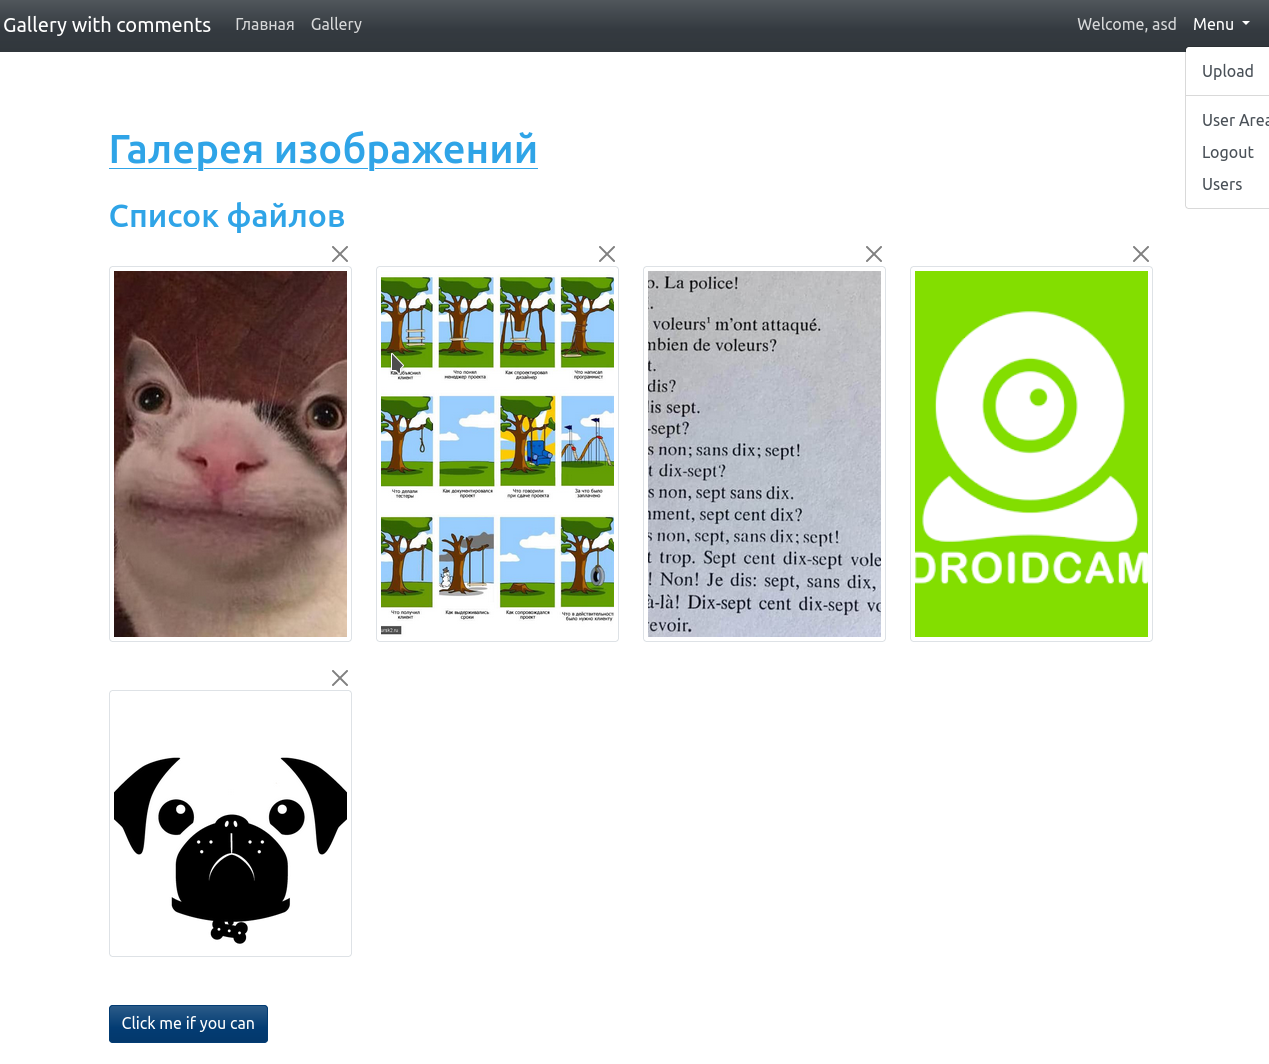 Gallery with comments Главная Gallery Welcome, asd Menu
Upload
User Area
Logout
Users
Галерея изображений
Список файлов
Как объяснил
клиент
Что понял
менеджер проекта
Как спроектировал
дизайнер
Что написал
программист
Что делали
тестеры
Как документировался
проект
Что говорили
при сдаче проекта
За что было
заплачено
Что получил
клиент
Как выдерживались
сроки
Как сопровождался
проект
Что в действительност
было нужно клиенту
o. La police!
.
voleurs¹ m'ont attaqué.
mbien de voleurs?
t.
dis?
is sept.
-sept?
s non; sans dix; sept!
t dix-sept?
s non, sept sans dix.
mment, sept cent dix?
s non, sept, sans dix; sept!
t trop. Sept cent dix-sept vole
! Non! Je dis: sept, sans dix,
à-là! Dix-sept cent dix-sept vo
evoir.
DROIDCAM
Click me if you can